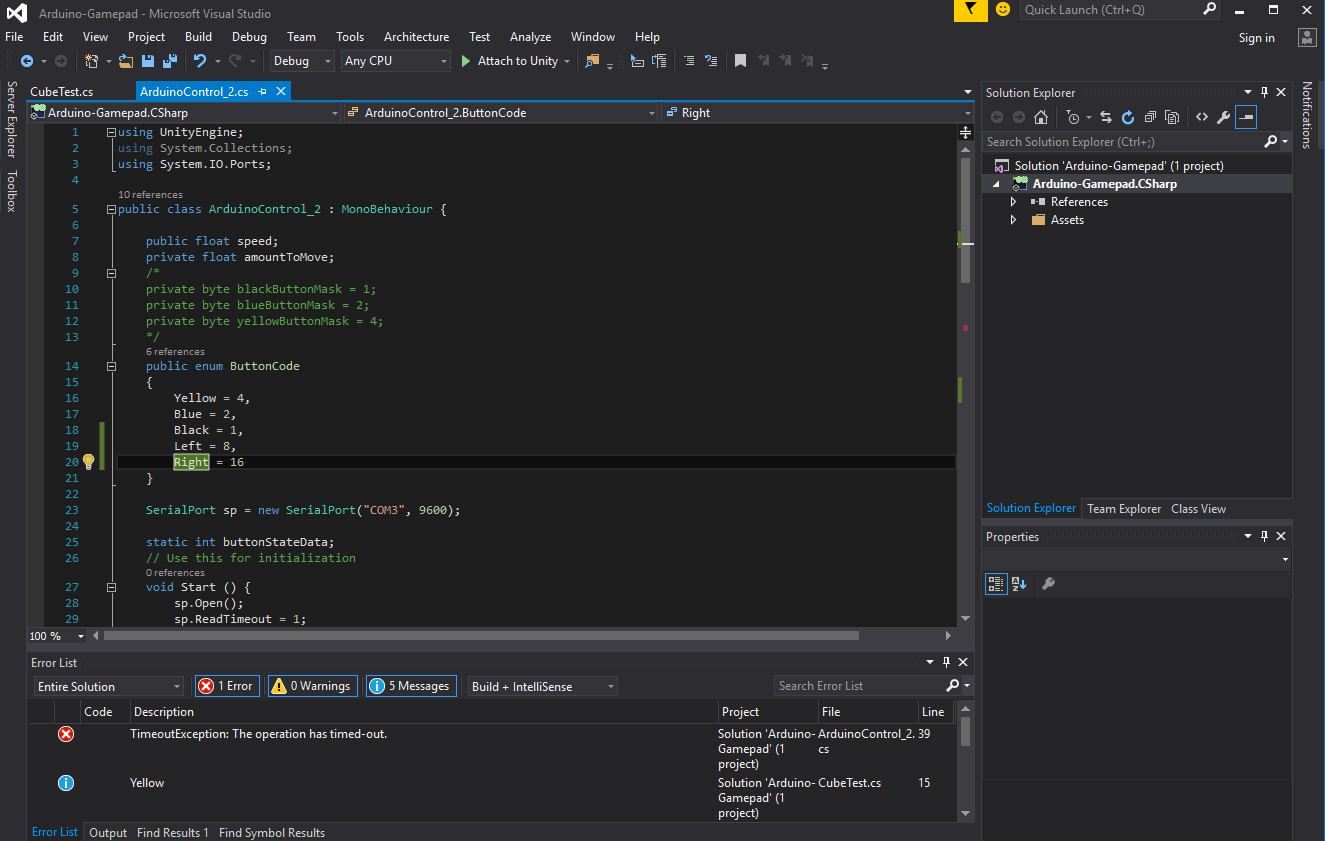 Arduino-Gamepad - Microsoft Visual Studio
Quick Launch (Ctrl+Q)
File Edit View Project Build Debug Team Tools Architecture Test Analyze Window Help
Sign in
Debug Any CPU Attach to Unity
Server Explorer
Toolbox
CubeTest.cs ArduinoControl_2.cs
Arduino-Gamepad.CSharp ArduinoControl_2.ButtonCode Right
1 using UnityEngine;
2 using System.Collections;
3 using System.IO.Ports;
4
10 references
5 public class ArduinoControl_2 : MonoBehaviour {
6
7 public float speed;
8 private float amountToMove;
9 /*
10 private byte blackButtonMask = 1;
11 private byte blueButtonMask = 2;
12 private byte yellowButtonMask = 4;
13 */
6 references
14 public enum ButtonCode
15 {
16 Yellow = 4,
17 Blue = 2,
18 Black = 1,
19 Left = 8,
20 Right = 16
21 }
22
23 SerialPort sp = new SerialPort("COM3", 9600);
24
25 static int buttonStateData;
26 // Use this for initialization
0 references
27 void Start () {
28 sp.Open();
29 sp.ReadTimeout = 1;
100 %
Error List
Entire Solution 1 Error 0 Warnings 5 Messages Build + IntelliSense Search Error List
Code Description Project File Line
TimeoutException: The operation has timed-out. Solution 'Arduino- ArduinoControl_2. 39
Gamepad' (1 cs
project)
Yellow Solution 'Arduino- CubeTest.cs 15
Gamepad' (1
project)
Error List Output Find Results 1 Find Symbol Results
Solution Explorer
Search Solution Explorer (Ctrl+;)
Solution 'Arduino-Gamepad' (1 project)
Arduino-Gamepad.CSharp
References
Assets
Solution Explorer Team Explorer Class View
Properties
Notifications